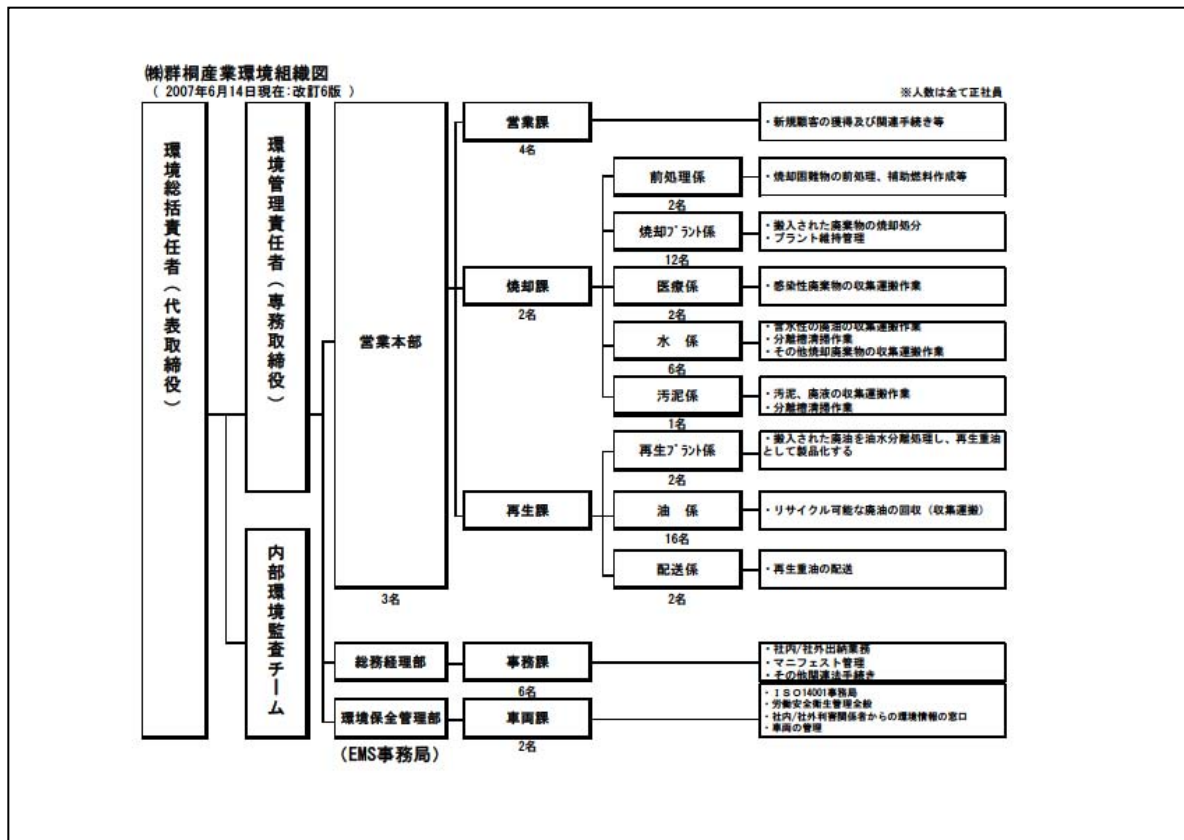 ㈱群桐産業環境組織図
( 2007年6月14日現在:改訂6版 )
※人数は全て正社員
環境総括責任者(代表取締役)
環境管理責任者(専務取締役)
内部環境監査チーム
営業本部
3名
営業課
4名
・新規顧客の獲得及び関連手続き等
焼却課
2名
前処理係
2名
・焼却困難物の前処理、補助燃料作成等
焼却プラント係
12名
・搬入された廃棄物の焼却処分
・プラント維持管理
医療係
2名
・感染性廃棄物の収集運搬作業
水 係
6名
・含水性の廃油の収集運搬作業
・分離槽清掃作業
・その他焼却廃棄物の収集運搬作業
汚泥係
1名
・汚泥、廃液の収集運搬作業
・分離槽清掃作業
再生課
再生プラント係
2名
・搬入された廃油を油水分離処理し、再生重油
として製品化する
油 係
16名
・リサイクル可能な廃油の回収(収集運搬)
配送係
2名
・再生重油の配送
総務経理部
事務課
6名
・社内/社外出納業務
・マニフェスト管理
・その他関連法手続き
環境保全管理部
(EMS事務局)
車両課
2名
・ISO14001事務局
・労働安全衛生管理全般
・社内/社外利害関係者からの環境情報の窓口
・車両の管理